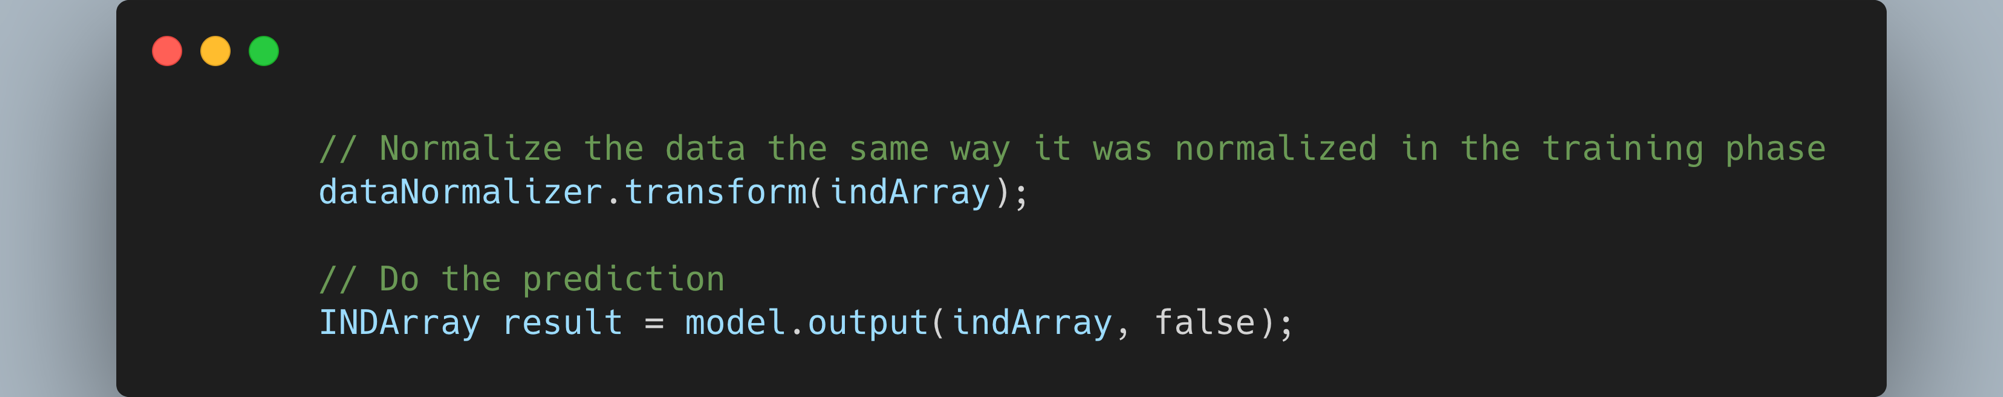 // Normalize the data the same way it was normalized in the training phase
dataNormalizer.transform(indArray);
// Do the prediction
INDArray result = model.output(indArray, false);